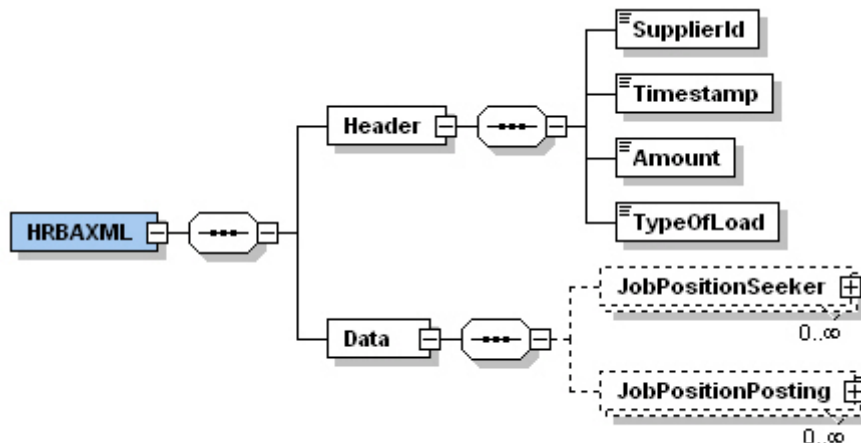 SupplierId
Timestamp
Header
Amount
TypeOfLoad
HRBAXML
JobPositionSeeker
0..∞
Data
JobPositionPosting
0..∞